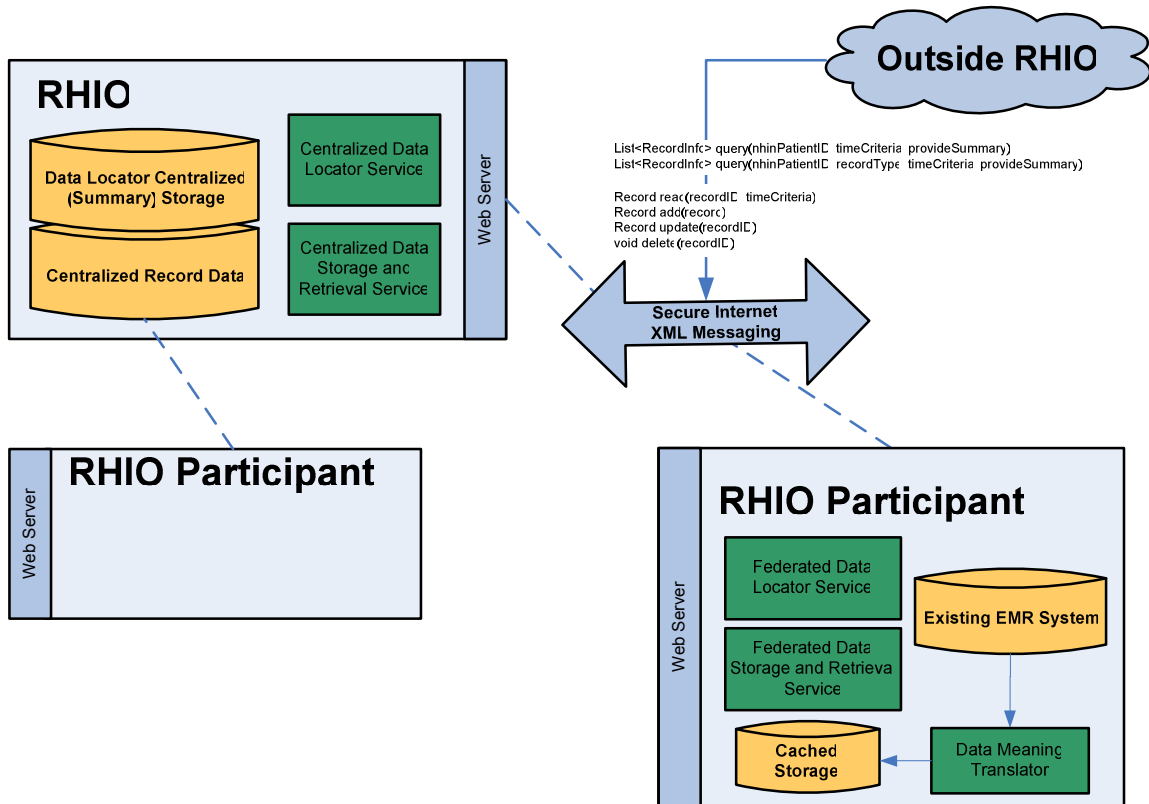 Outside RHIO
RHIO
Data Locator Centralized
(Summary) Storage
Centralized Record Data
Centralized Data
Locator Service
Centralized Data
Storage and
Retrieval Service
Web Server
List<RecordInfo> query(nhinPatientID timeCriteria provideSummary)
List<RecordInfo> query(nhinPatientID recordType timeCriteria provideSummary)
Record read(recordID timeCriteria)
Record add(record)
Record update(recordID)
void delete(recordID)
Secure Internet
XML Messaging
RHIO Participant
Web Server
RHIO Participant
Web Server
Federated Data
Locator Service
Federated Data
Storage and Retrieva
Service
Existing EMR System
Cached
Storage
Data Meaning
Translator